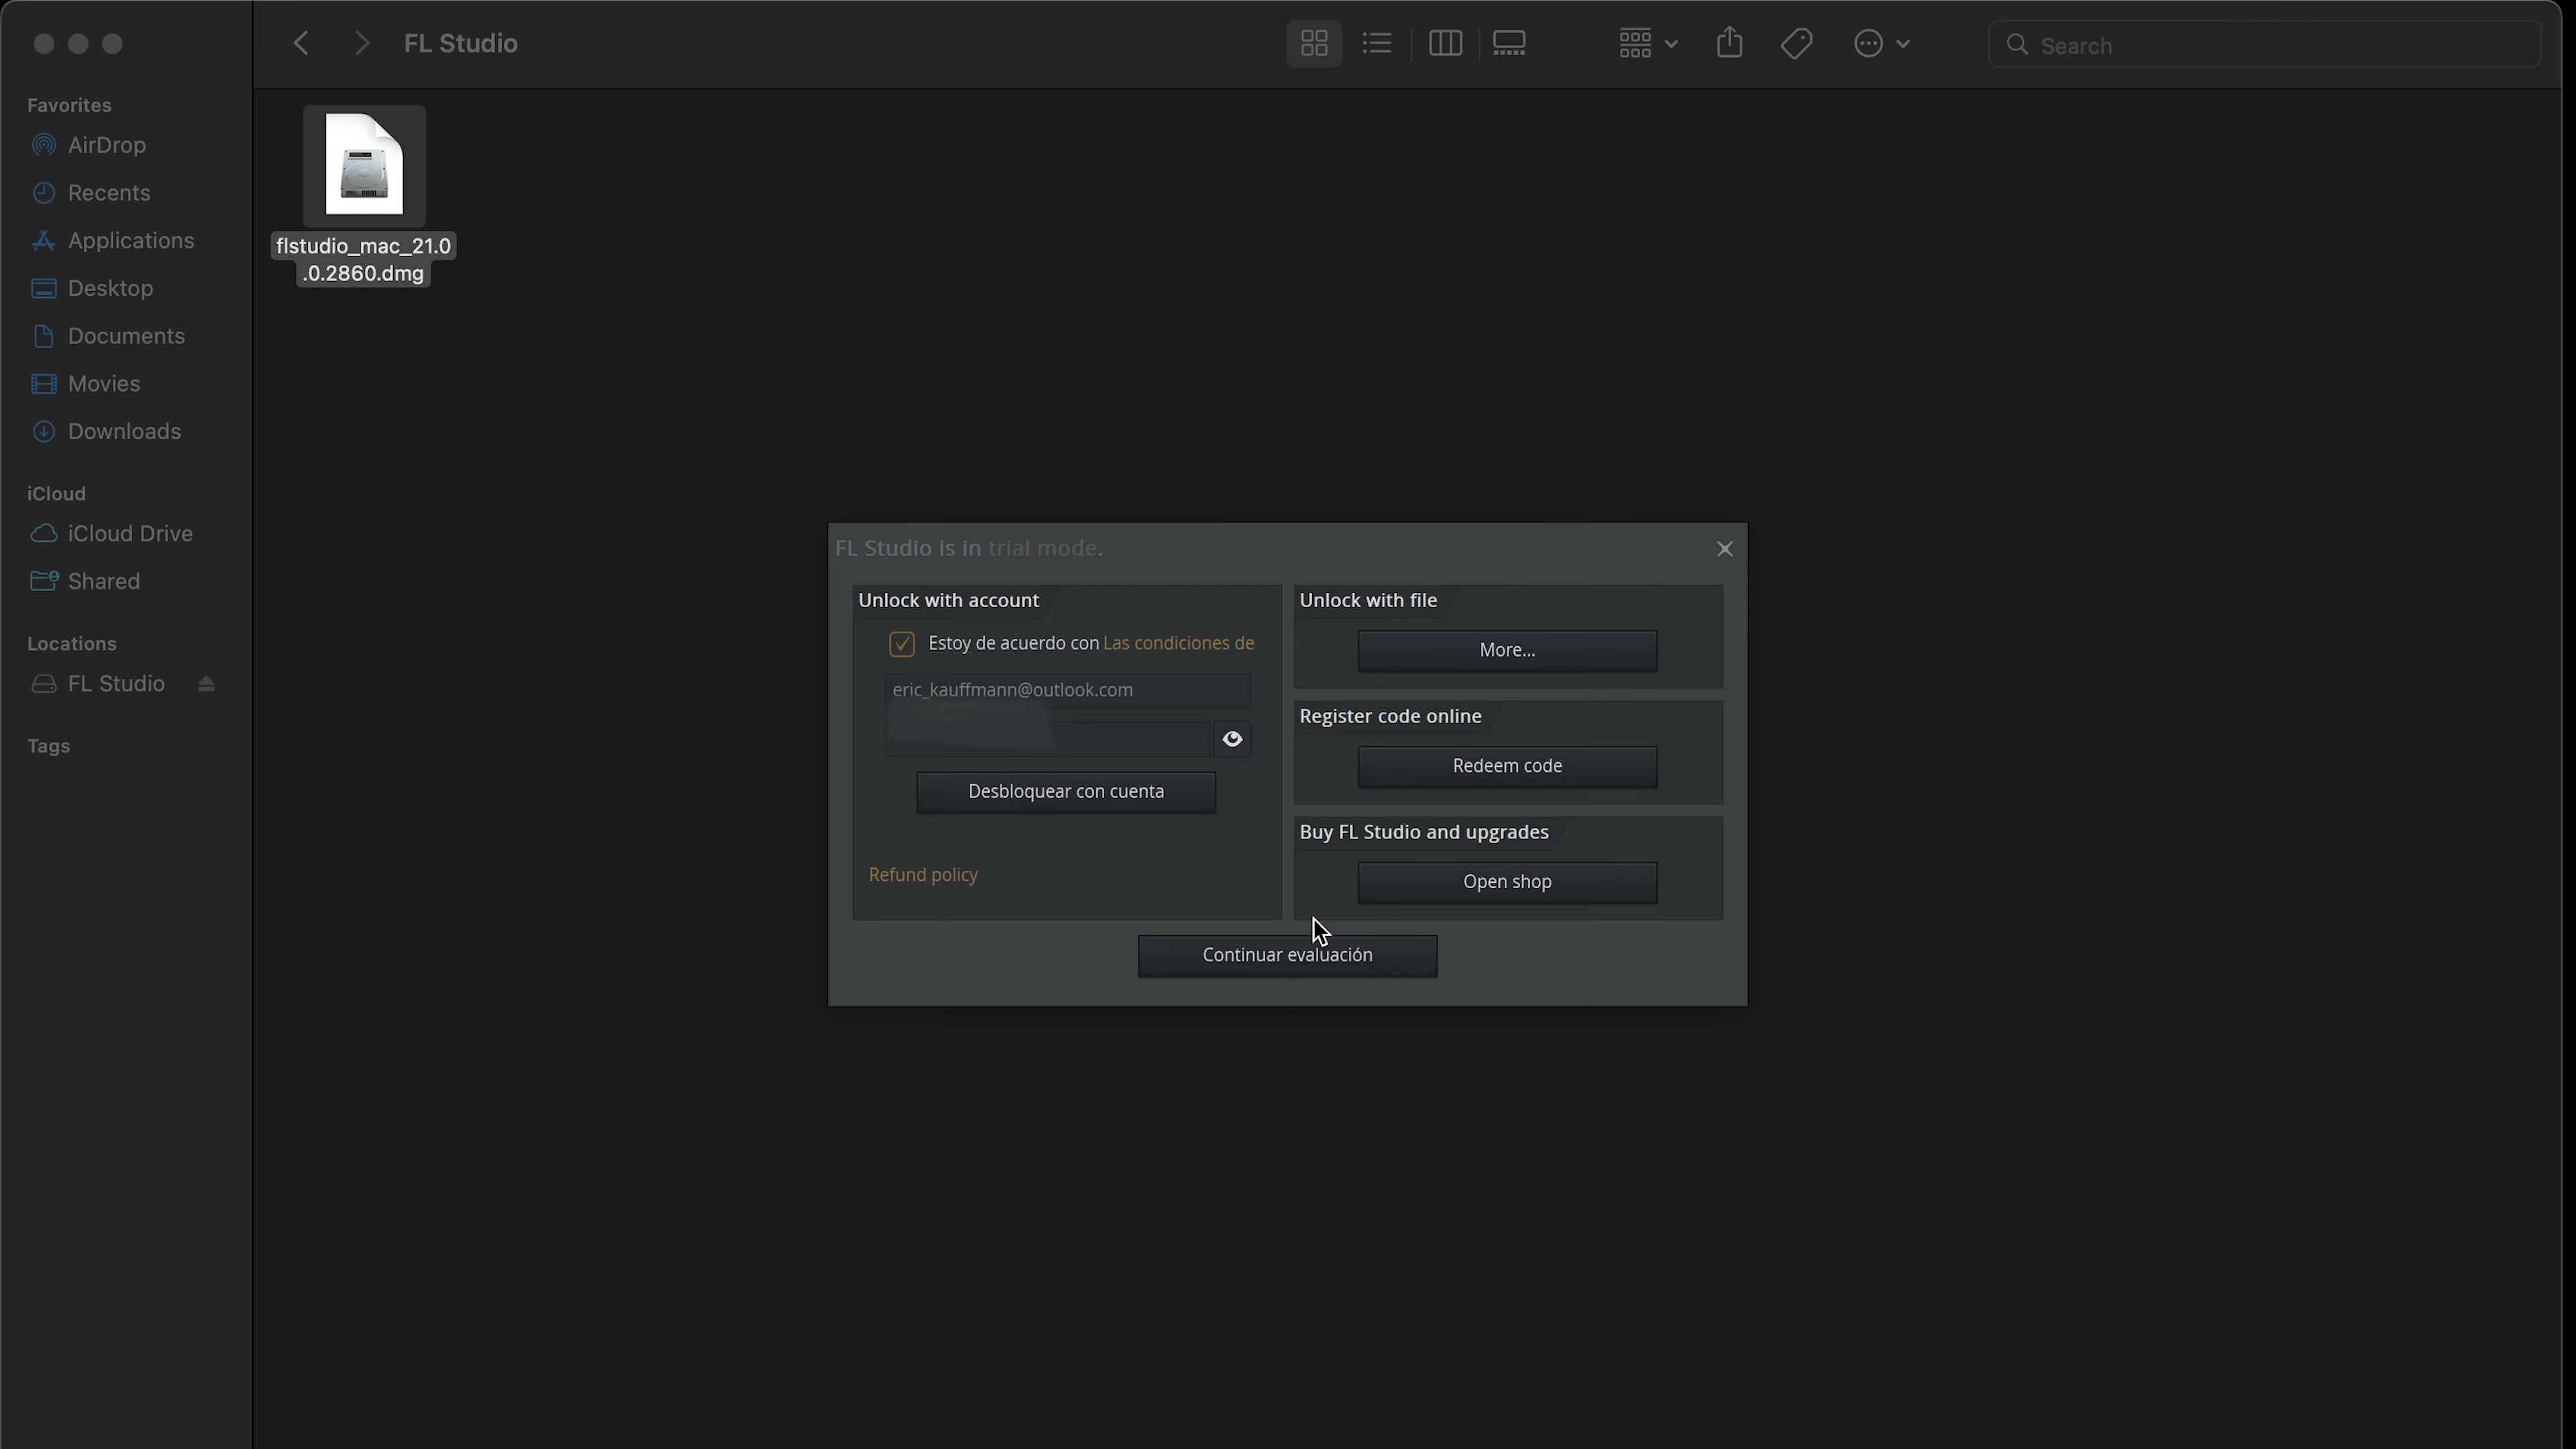 FL Studio
Search
Favorites
AirDrop
Recents
Applications
Desktop
Documents
Movies
Downloads
iCloud
iCloud Drive
Shared
Locations
FL Studio
Tags
flstudio_mac_21.0
.0.2860.dmg
FL Studio is in trial mode.
Unlock with account
Estoy de acuerdo con Las condiciones de
eric_kauffmann@outlook.com
Desbloquear con cuenta
Refund policy
Unlock with file
More...
Register code online
Redeem code
Buy FL Studio and upgrades
Open shop
Continuar evaluación